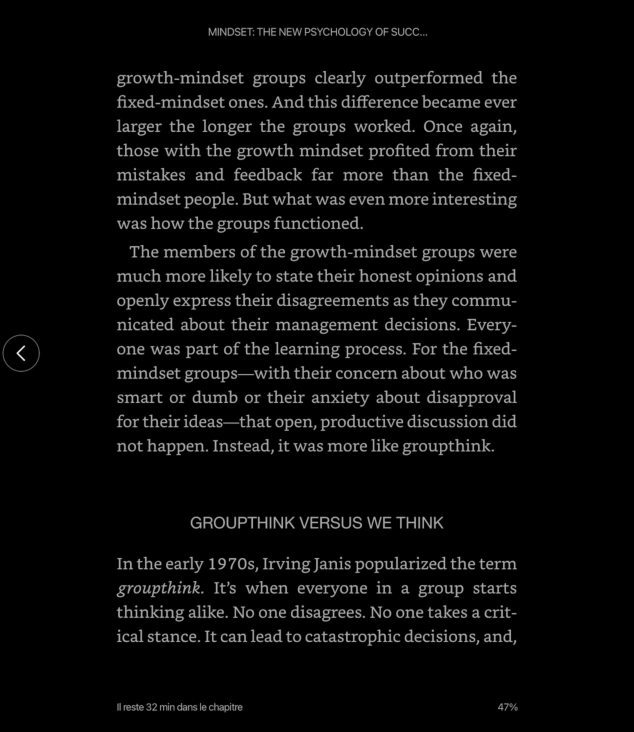 MINDSET: THE NEW PSYCHOLOGY OF SUCC...
growth-mindset groups clearly outperformed the
fixed-mindset ones. And this difference became ever
larger the longer the groups worked. Once again,
those with the growth mindset profited from their
mistakes and feedback far more than the fixed-
mindset people. But what was even more interesting
was how the groups functioned.
The members of the growth-mindset groups were
much more likely to state their honest opinions and
openly express their disagreements as they commu-
nicated about their management decisions. Every-
one was part of the learning process. For the fixed-
mindset groups—with their concern about who was
smart or dumb or their anxiety about disapproval
for their ideas—that open, productive discussion did
not happen. Instead, it was more like groupthink.
GROUPTHINK VERSUS WE THINK
In the early 1970s, Irving Janis popularized the term
groupthink. It’s when everyone in a group starts
thinking alike. No one disagrees. No one takes a crit-
ical stance. It can lead to catastrophic decisions, and,
Il reste 32 min dans le chapitre
47%